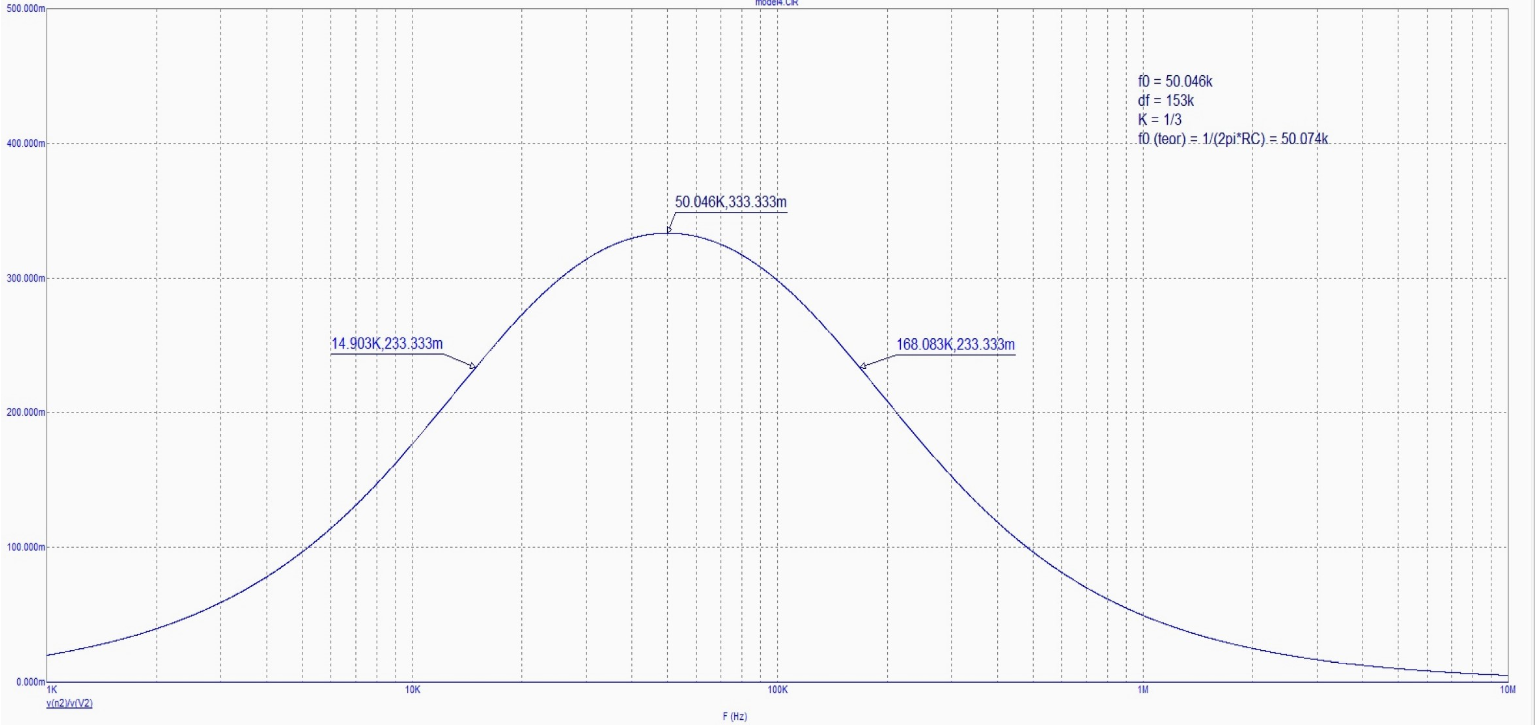 model4.CIR
500.000m
f0 = 50.046k
df = 153k
K = 1/3
f0 (teor) = 1/(2pi*RC) = 50.074k
400.000m
50.046K,333.333m
300.000m
14.903K,233.333m
168.083K,233.333m
200.000m
100.000m
0.000m
1K
10K
100K
1M
10M
v(n2)/v(V2)
F (Hz)